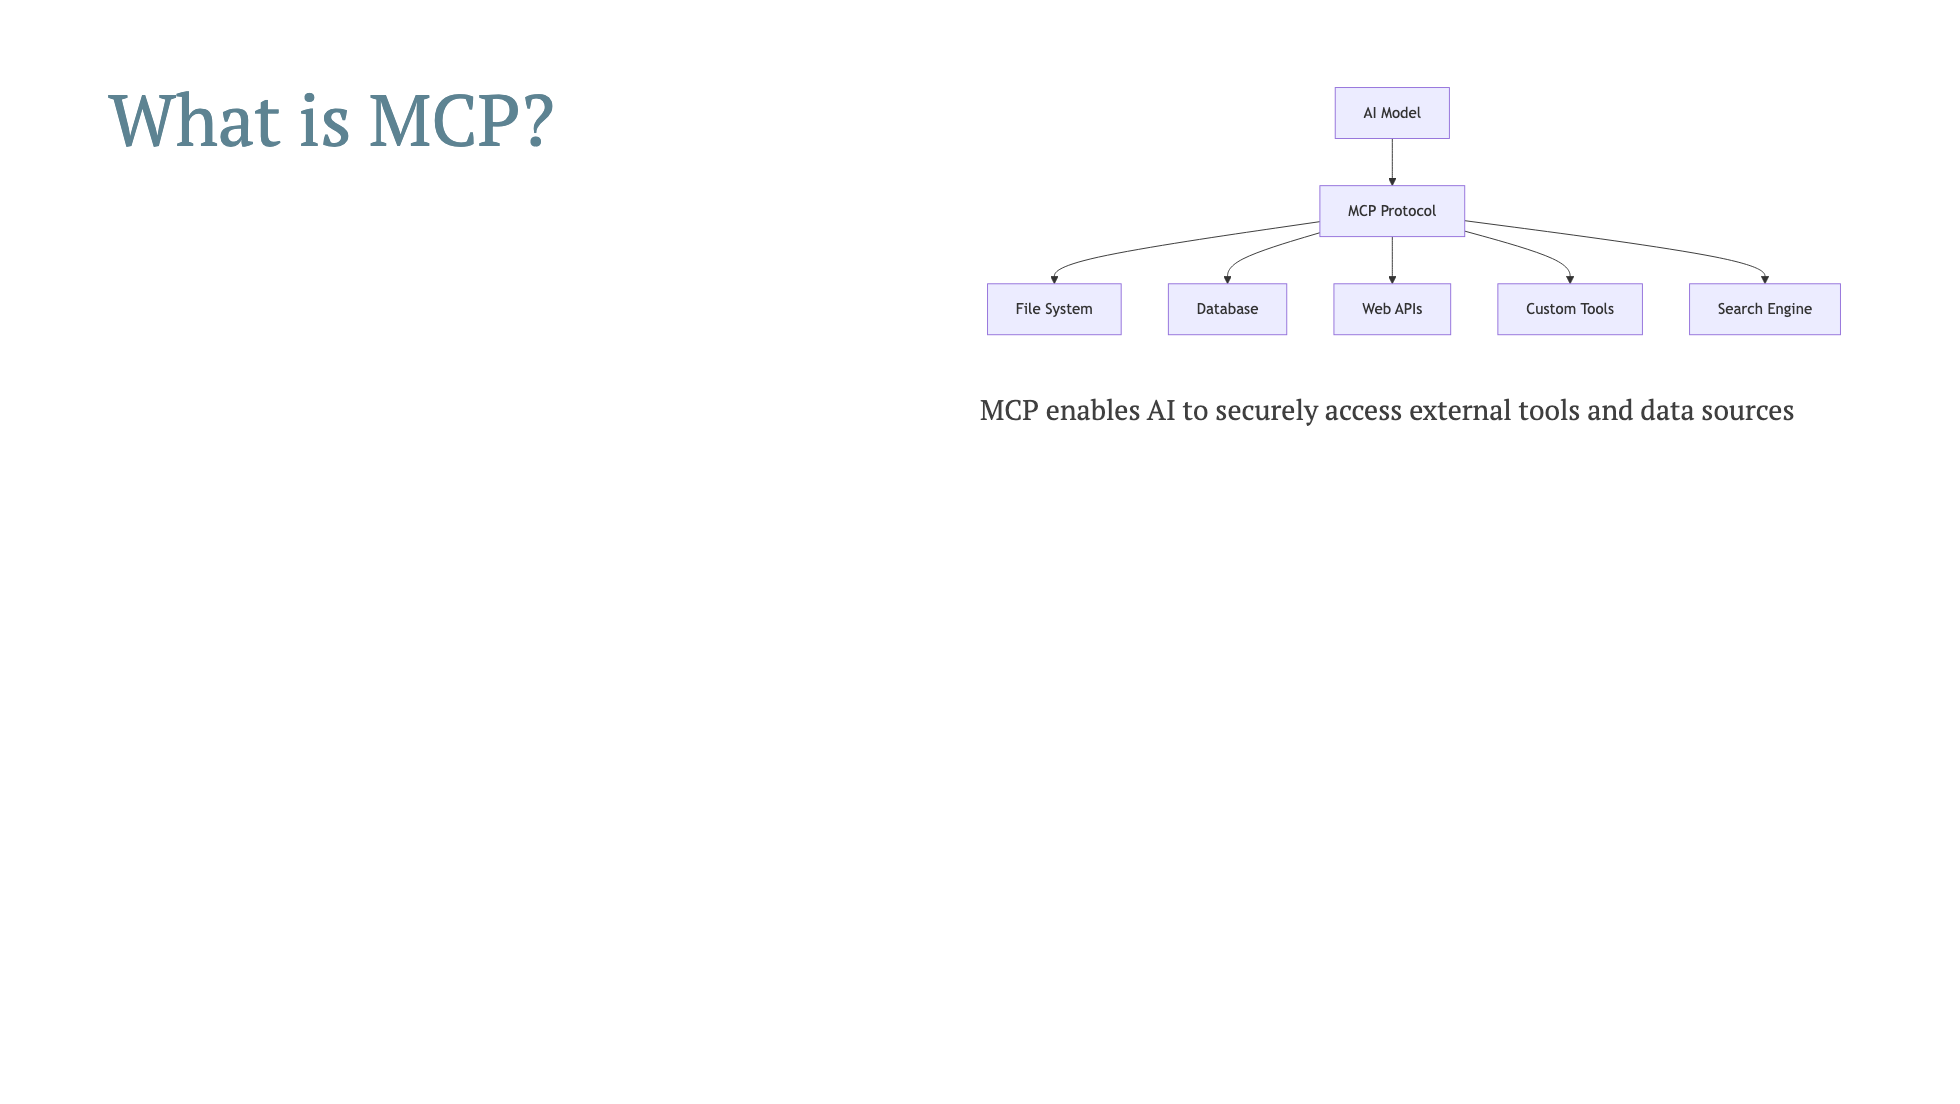 What is MCP?
AI Model
MCP Protocol
File System
Database
Web APIs
Custom Tools
Search Engine
MCP enables AI to securely access external tools and data sources